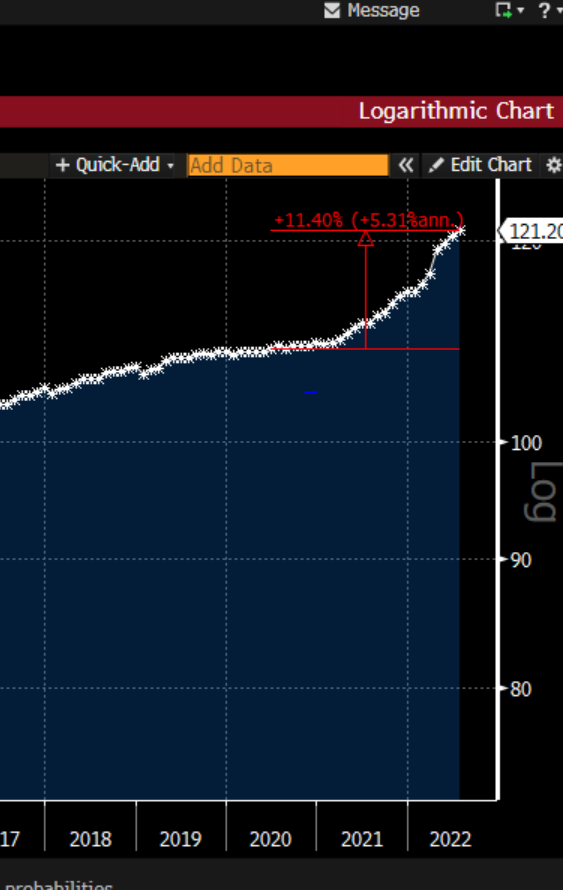 Message ?
Logarithmic Chart
+ Quick-Add Add Data « Edit Chart
+11.40% (+5.31%ann.)
121.20
120
100
Log
90
80
17 2018 2019 2020 2021 2022
probabilities